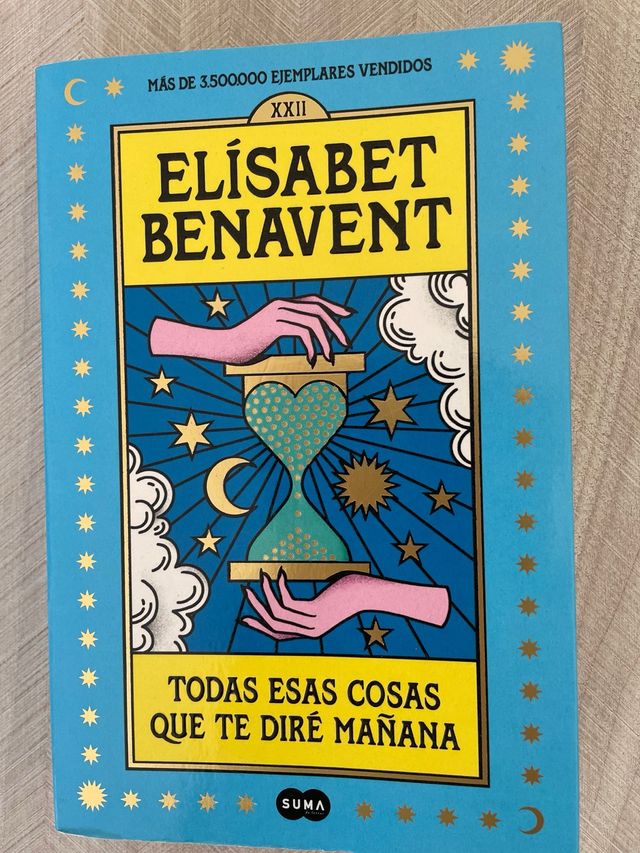 MÁS DE 3.500.000 EJEMPLARES VENDIDOS
XXII
ELÍSABET
BENAVENT
TODAS ESAS COSAS
QUE TE DIRÉ MAÑANA
SUMA